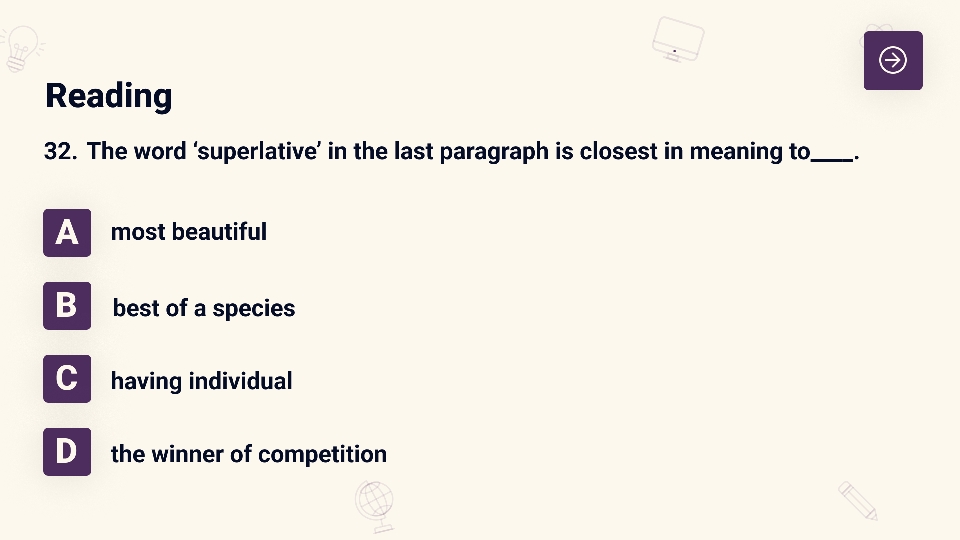 Reading
32. The word ‘superlative’ in the last paragraph is closest in meaning to____.
A most beautiful
B best of a species
C having individual
D the winner of competition